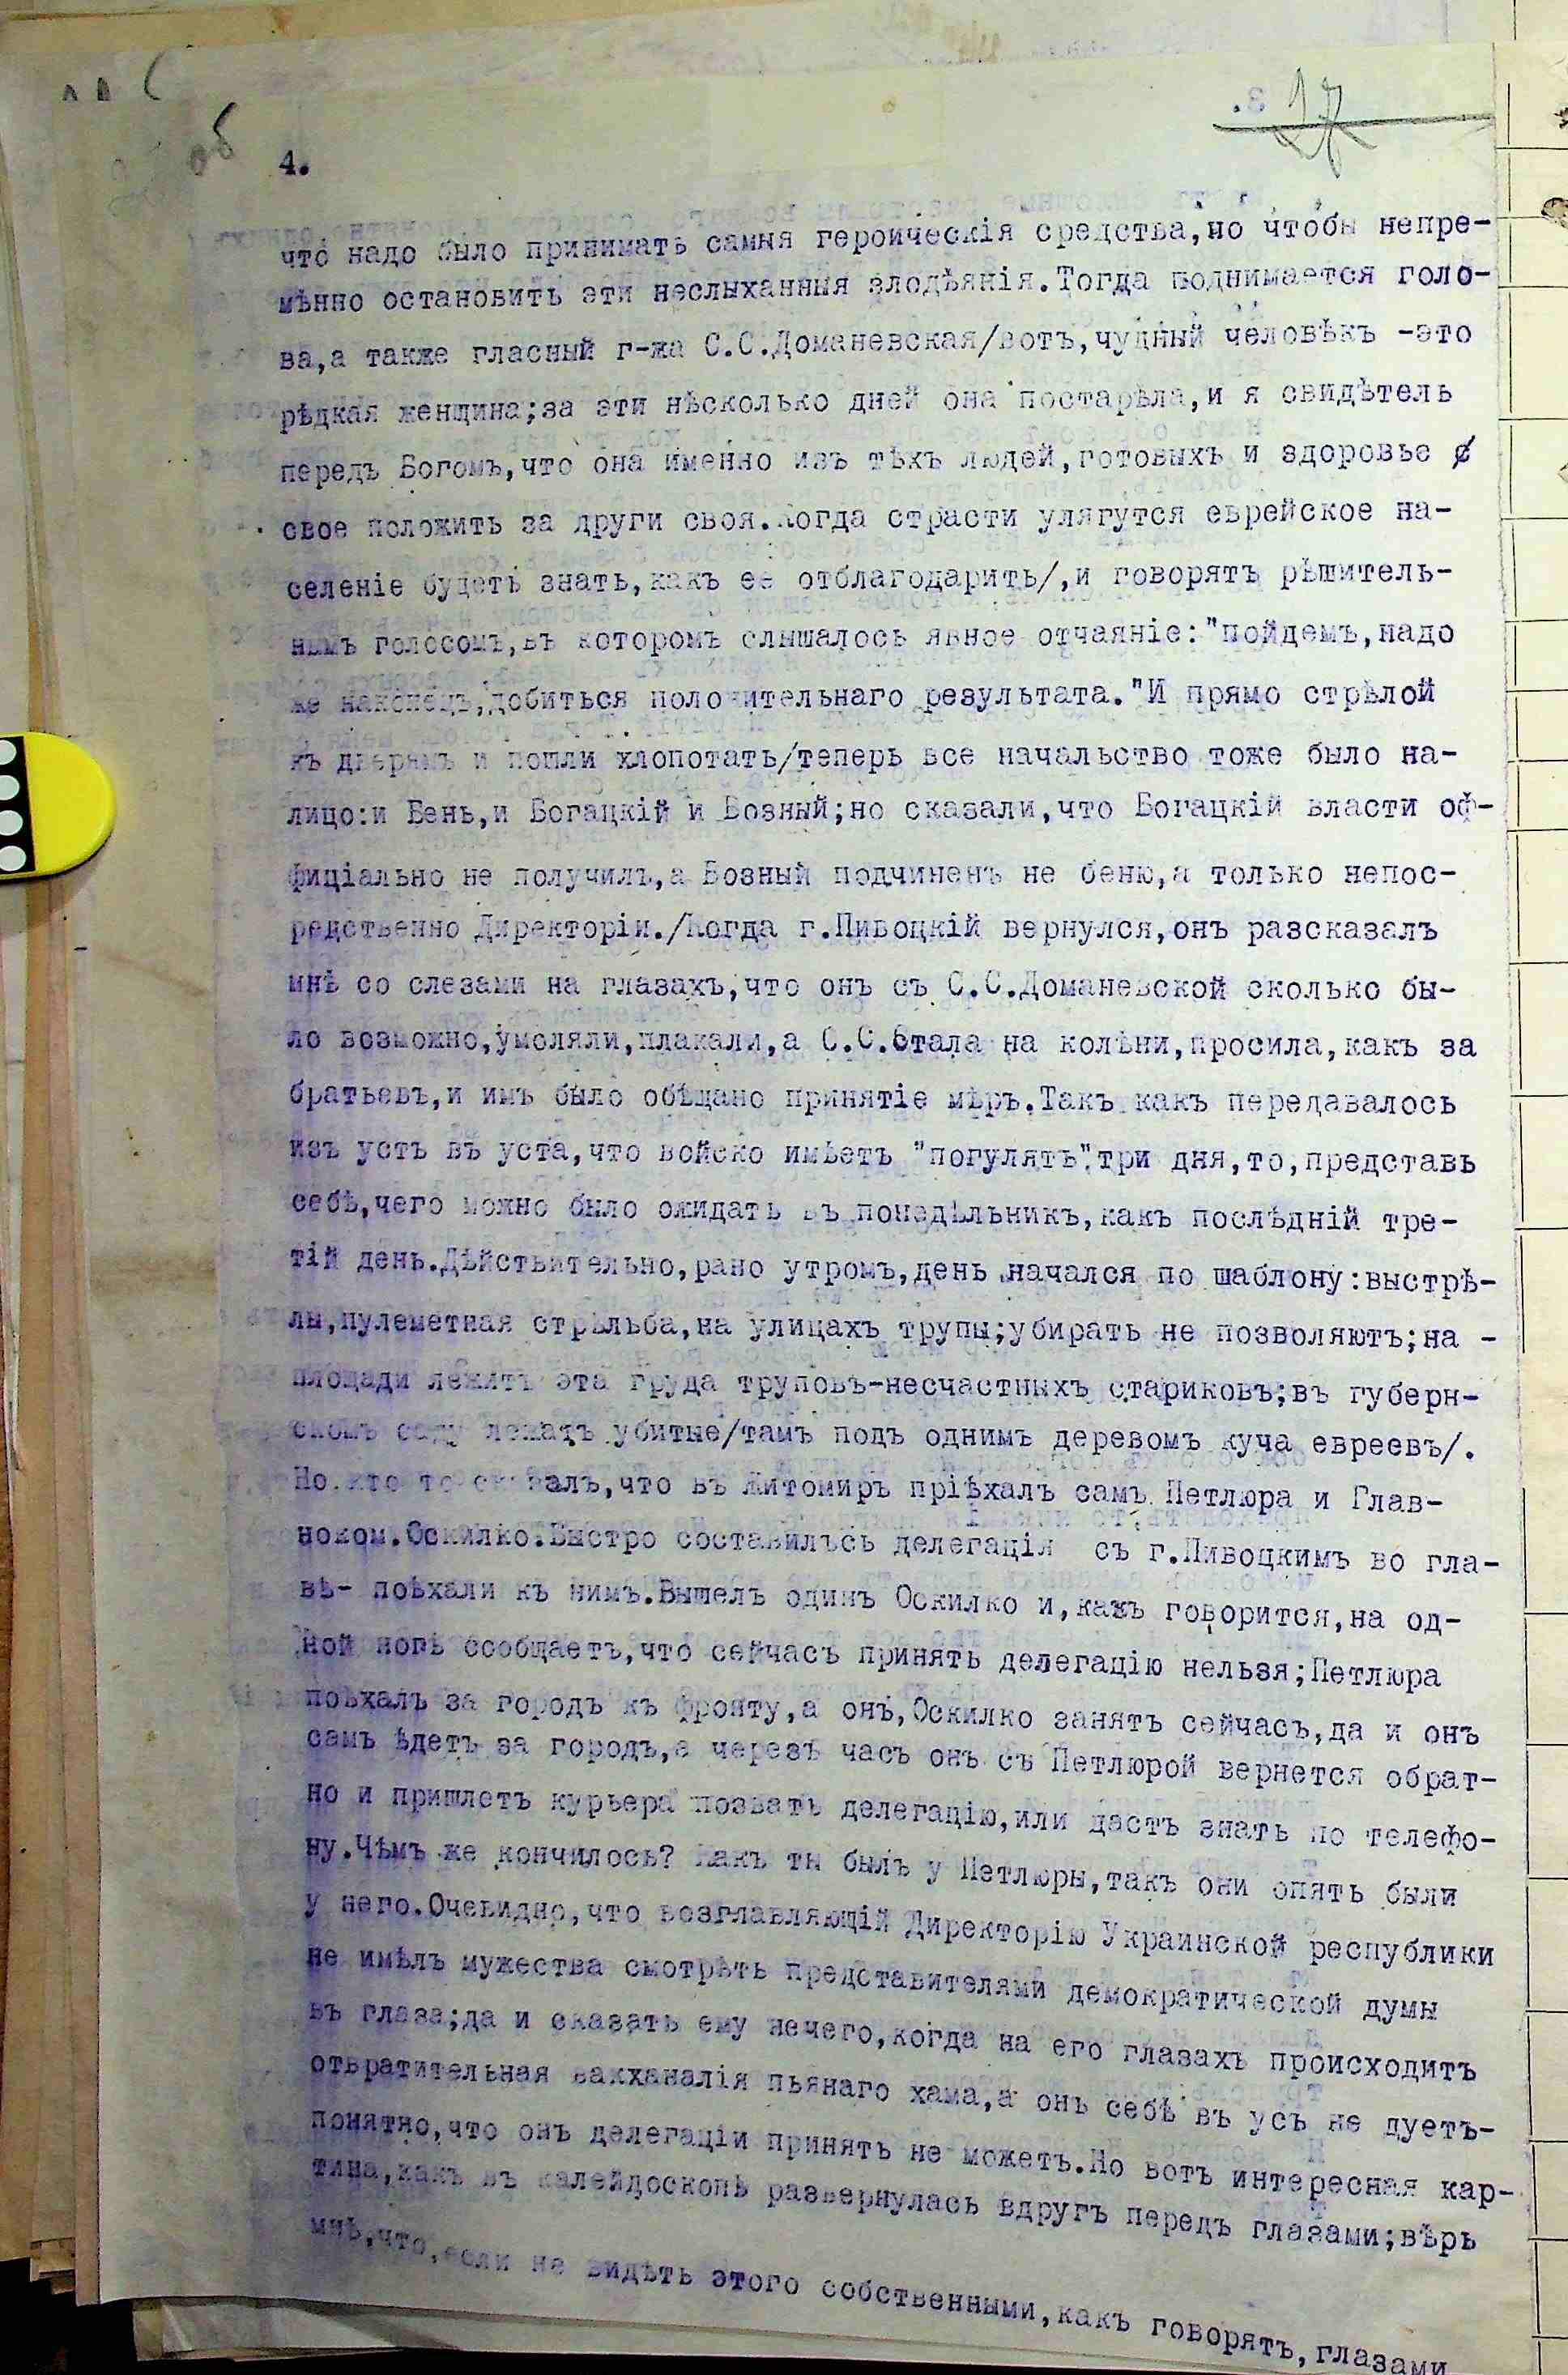 3. 17
об
4.
что надо было принимать самыя героическія средства,но чтобы непре-
мѣнно остановить эти неслыханныя злодѣянія.Тогда поднимается голо-
ва,а также гласный г-жа С.С.Доманевская/вотъ,чудный человѣкъ -это
рѣдкая женщина;за эти нѣсколько дней она постарѣла,и я свидѣтель
передъ Богомъ,что она именно изъ тѣхъ людей,готовыхъ и здоровье
свое положить за други своя.Когда страсти улягутся еврейское на-
селеніе будетъ знать,какъ ее отблагодарить/,и говорятъ рѣшитель-
нымъ голосомъ,въ которомъ слышалось явное отчаяніе:"пойдемъ,надо
же наконецъ,добиться положительнаго результата."И прямо стрѣлой
къ дверямъ и пошли хлопотать/теперь все начальство тоже было на-
лицо:и Бень,и Богацкій и Возный;но сказали,что Богацкій власти оф-
фиціально не получилъ,а Возный подчиненъ не беню,а только непос-
редственно Директоріи./Когда г.Пивоцкій вернулся,онъ разсказалъ
мнѣ со слезами на глазахъ,что онъ съ С.С.Доманевской сколько бы-
ло возможно,умоляли,плакали,а С.С.Стала на колѣни,просила,какъ за
братьевъ,и имъ было обѣщано принятіе мѣръ.Такъ какъ передавалось
изъ устъ въ уста,что войско имѣетъ "погулять"три дня,то,представь
себѣ,чего можно было ожидать въ понедѣльникъ,какъ послѣдній тре-
тій день.Дѣйствительно,рано утромъ,день начался по шаблону:выстрѣ-
лы,пулеметная стрѣльба,на улицахъ трупы;убирать не позволяютъ;на -
площади лежитъ эта груда труповъ-несчастныхъ стариковъ;въ губерн-
скомъ саду лежатъ убитые/тамъ подъ однимъ деревомъ куча евреевъ/.
Но кто то сказалъ,что въ Житомиръ пріѣхалъ самъ Петлюра и Глав-
ноком.Оскилко.Быстро составилъсь делегація съ г.Пивоцкимъ во гла-
вѣ- поѣхали къ нимъ.Вышелъ одинъ Оскилко и,какъ говорится,на од-
ной ногѣ сообщаетъ,что сейчасъ принять делегацію нельзя;Петлюра
поѣхалъ за городъ къ фронту,а онъ,Оскилко занятъ сейчасъ,да и онъ
самъ ѣдетъ за городъ,а черезъ часъ онъ съ Петлюрой вернется обрат-
но и пришлетъ курьера позвать делегацію,или дастъ знать по телефо-
ну.Чѣмъ же кончилось? Какъ ты былъ у Петлюры,такъ они опять были
у него.Очевидно,что возглавляющій Директорію Украинской республики
не имѣлъ мужества смотрѣть представителями демократической думы
въ глаза;да и сказать ему нечего,когда на его глазахъ происходитъ
отвратительная вакханалія пьянаго хама,а онъ себѣ въ усъ не дуетъ-
понятно,что онъ делегаціи принять не можетъ.Но вотъ интересная кар-
тина,какъ въ калейдоскопѣ развернулась вдругъ передъ глазами;вѣрь
мнѣ,что,если не видѣть этого собственными,какъ говорятъ,глазами